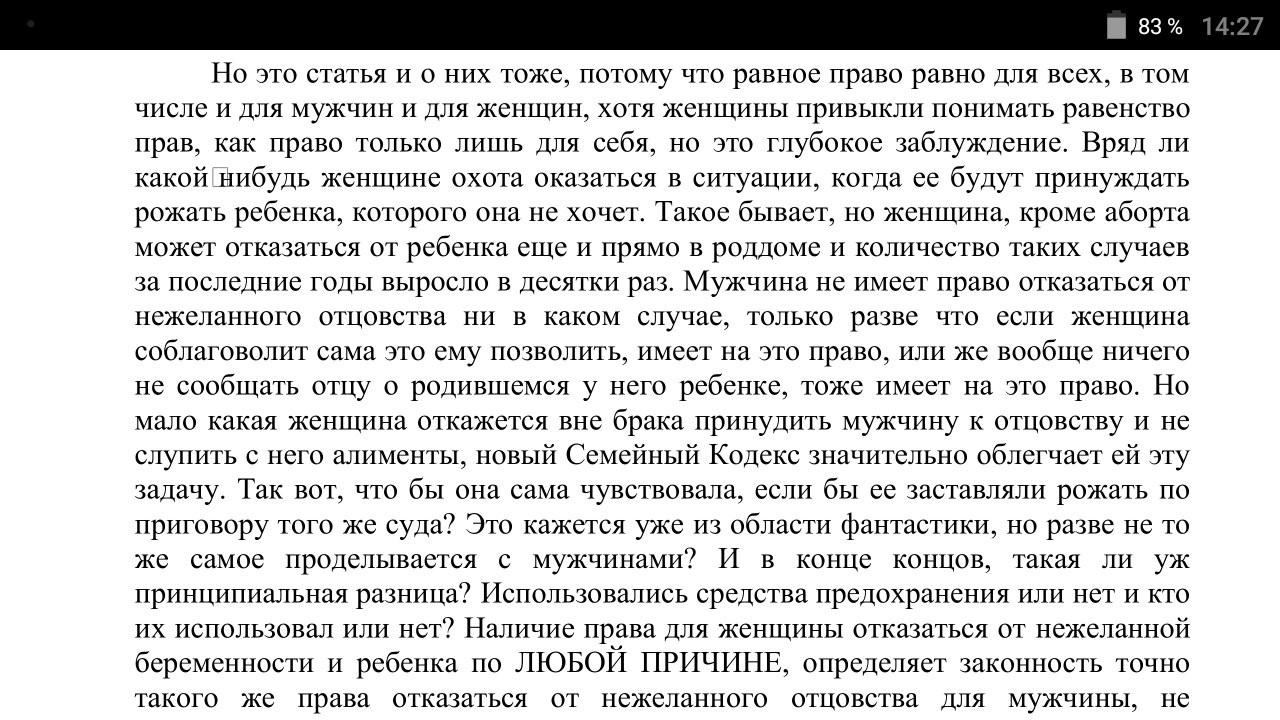 83 % 14:27
Но это статья и о них тоже, потому что равное право равно для всех, в том
числе и для мужчин и для женщин, хотя женщины привыкли понимать равенство
прав, как право только лишь для себя, но это глубокое заблуждение. Вряд ли
какой□нибудь женщине охота оказаться в ситуации, когда ее будут принуждать
рожать ребенка, которого она не хочет. Такое бывает, но женщина, кроме аборта
может отказаться от ребенка еще и прямо в роддоме и количество таких случаев
за последние годы выросло в десятки раз. Мужчина не имеет право отказаться от
нежеланного отцовства ни в каком случае, только разве что если женщина
соблаговолит сама это ему позволить, имеет на это право, или же вообще ничего
не сообщать отцу о родившемся у него ребенке, тоже имеет на это право. Но
мало какая женщина откажется вне брака принудить мужчину к отцовству и не
слупить с него алименты, новый Семейный Кодекс значительно облегчает ей эту
задачу. Так вот, что бы она сама чувствовала, если бы ее заставляли рожать по
приговору того же суда? Это кажется уже из области фантастики, но разве не то
же самое проделывается с мужчинами? И в конце концов, такая ли уж
принципиальная разница? Использовались средства предохранения или нет и кто
их использовал или нет? Наличие права для женщины отказаться от нежеланной
беременности и ребенка по ЛЮБОЙ ПРИЧИНЕ, определяет законность точно
такого же права отказаться от нежеланного отцовства для мужчины, не